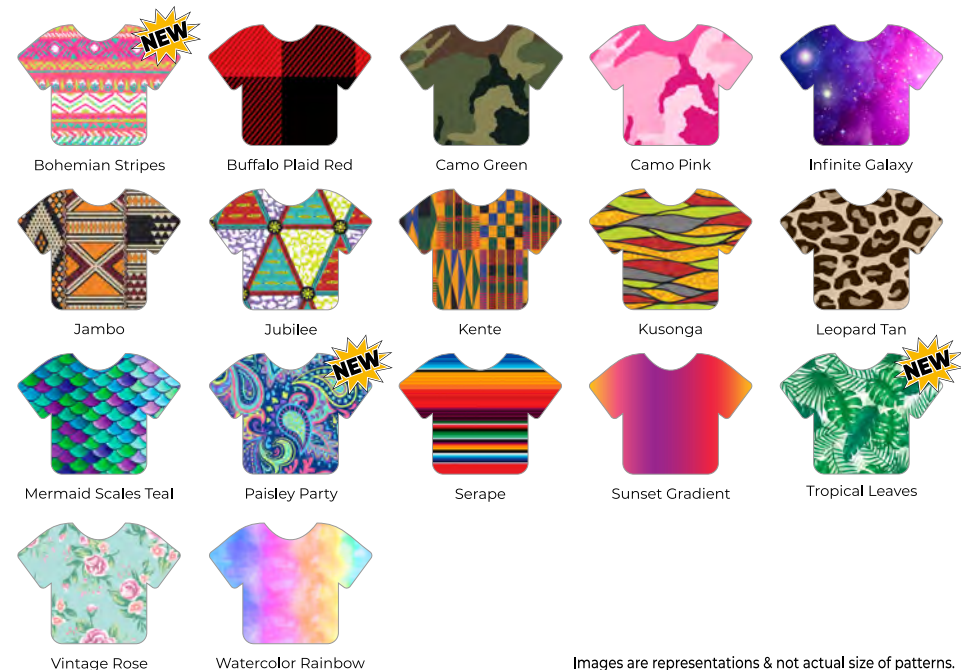 NEW
Bohemian Stripes
Buffalo Plaid Red
Camo Green
Camo Pink
Infinite Galaxy
Jambo
Jubilee
Kente
Kusonga
Leopard Tan
NEW
NEW
Mermaid Scales Teal
Paisley Party
Serape
Sunset Gradient
Tropical Leaves
Vintage Rose
Watercolor Rainbow
Images are representations & not actual size of patterns.